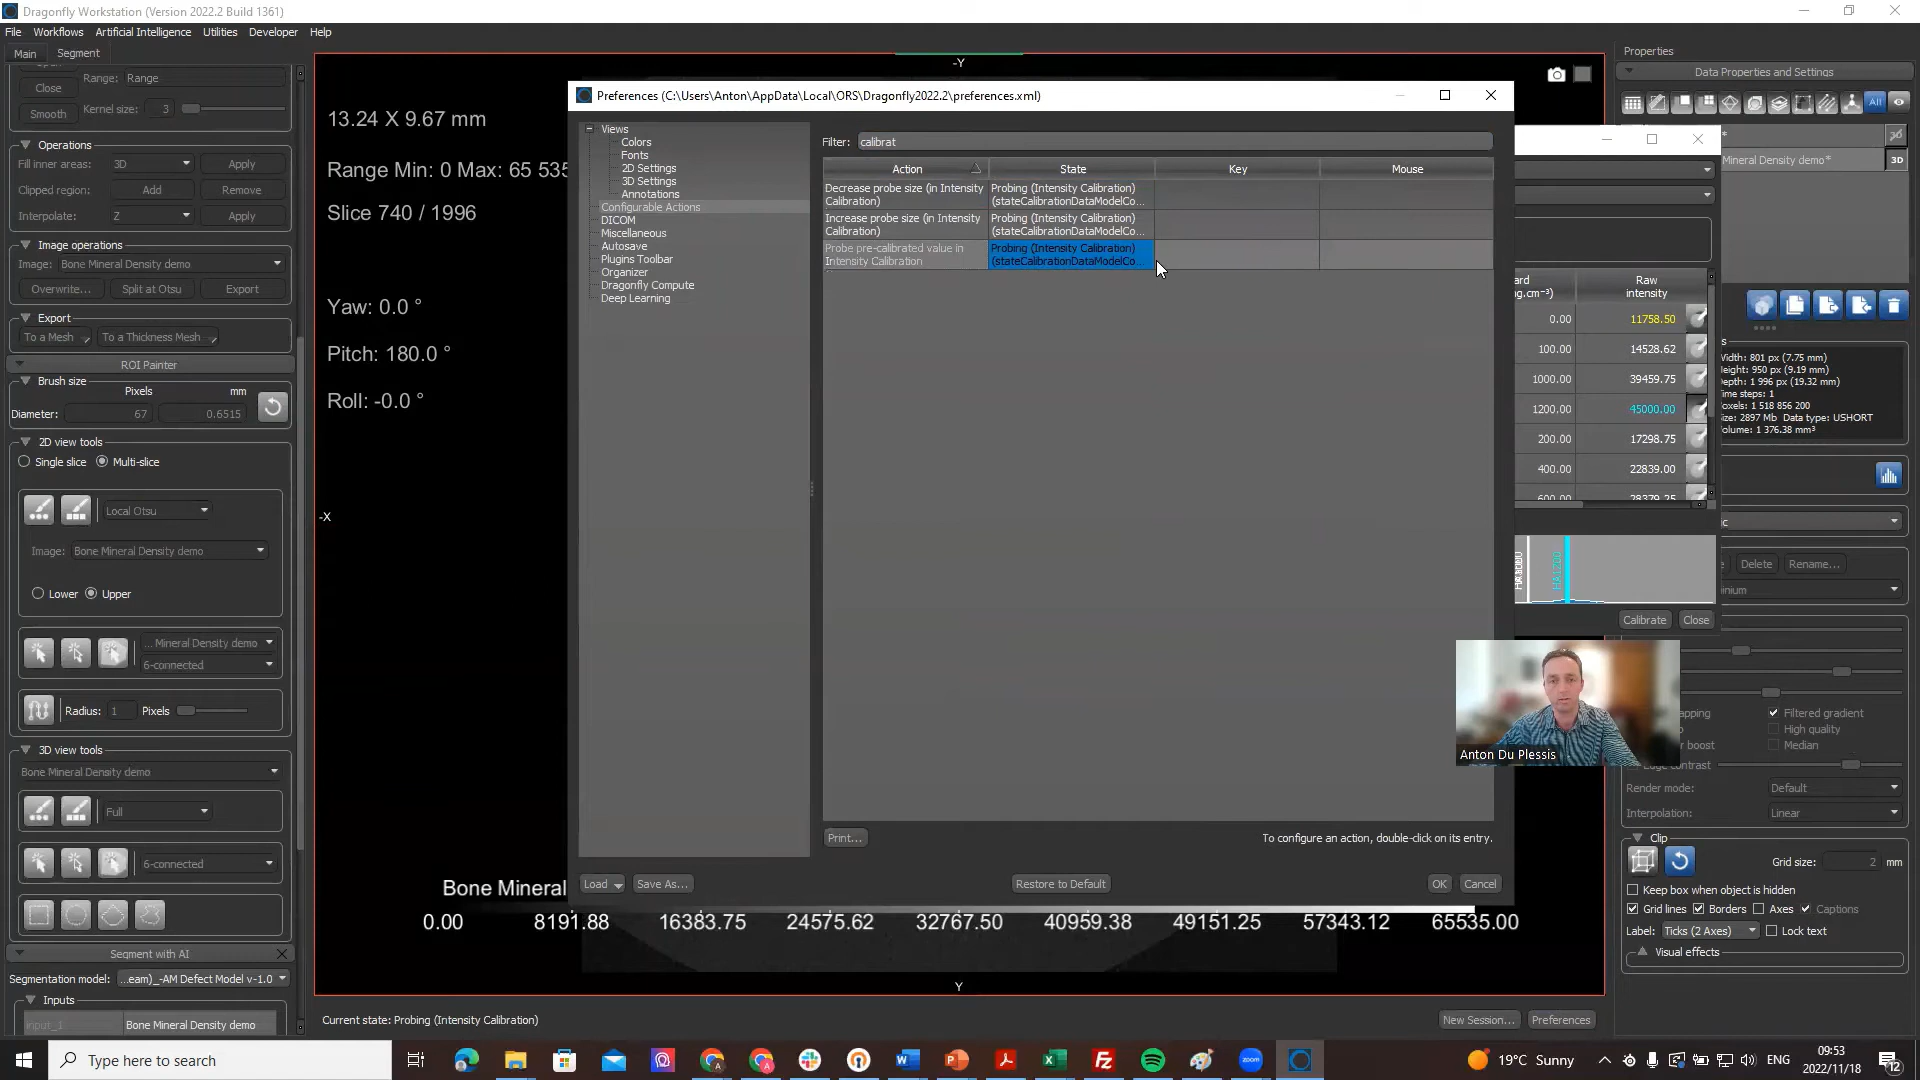 Dragonfly Workstation (Version 2022.2 Build 1361)
File Workflows Artificial Intelligence Utilities Developer Help
Main Segment
Close Range: Range
Smooth Kernel size: 3
Operations
Fill inner areas: 3D Apply
Clipped region: Add Remove
Interpolate: Z Apply
Image operations
Image: Bone Mineral Density demo
Overwrite... Split at Otsu Export
Export
To a Mesh To a Thickness Mesh
ROI Painter
Brush size
Pixels mm
Diameter: 67 0.6515
2D view tools
Single slice Multi-slice
Local Otsu
Image: Bone Mineral Density demo
Lower Upper
... Mineral Density demo
6-connected
Radius: 1 Pixels
3D view tools
Bone Mineral Density demo
Full
6-connected
Segment with AI
Segmentation model: ...eam)_-AM Defect Model v-1.0
Inputs
input_1 Bone Mineral Density demo
-Y
13.24 X 9.67 mm
Range Min: 0 Max: 65 535
Slice 740 / 1996
Yaw: 0.0 °
Pitch: 180.0 °
Roll: -0.0 °
-X
Bone Mineral
0.00 8191.88 16383.75 24575.62 32767.50 40959.38 49151.25 57343.12 65535.00
Y
Current state: Probing (Intensity Calibration)
New Session... Preferences
Preferences (C:\Users\Anton\AppData\Local\ORS\Dragonfly2022.2\preferences.xml)
Views
Colors
Fonts
2D Settings
3D Settings
Annotations
Configurable Actions
DICOM
Miscellaneous
Autosave
Plugins Toolbar
Organizer
Dragonfly Compute
Deep Learning
Filter: calibrat
Action State Key Mouse
Decrease probe size (in Intensity Probing (Intensity Calibration)
Calibration) (stateCalibrationDataModelCo...
Increase probe size (in Intensity Probing (Intensity Calibration)
Calibration) (stateCalibrationDataModelCo...
Probe pre-calibrated value in Probing (Intensity Calibration)
Intensity Calibration (stateCalibrationDataModelCo...
Print... To configure an action, double-click on its entry.
Load Save As... Restore to Default OK Cancel
Properties
Data Properties and Settings
All
Mineral Density demo*
3D
Raw
intensity
0.00 11758.50
100.00 14528.62
1000.00 39459.75
1200.00 45000.00
200.00 17298.75
400.00 22839.00
600.00 28379.25
Calibrate Close
Width: 801 px (7.75 mm)
Height: 950 px (9.19 mm)
Depth: 1 996 px (19.32 mm)
Time steps: 1
Voxels: 1 518 856 200
Size: 2897 Mb Data type: USHORT
Volume: 1 376.38 mm³
Delete Rename...
Filtered gradient
High quality
Median
Edge contrast
Render mode: Default
Interpolation: Linear
Clip
Grid size: 2 mm
Keep box when object is hidden
Grid lines Borders Axes Captions
Label: Ticks (2 Axes) Lock text
Visual effects
Anton Du Plessis
Type here to search
19°C Sunny
ENG
09:53
2022/11/18
12